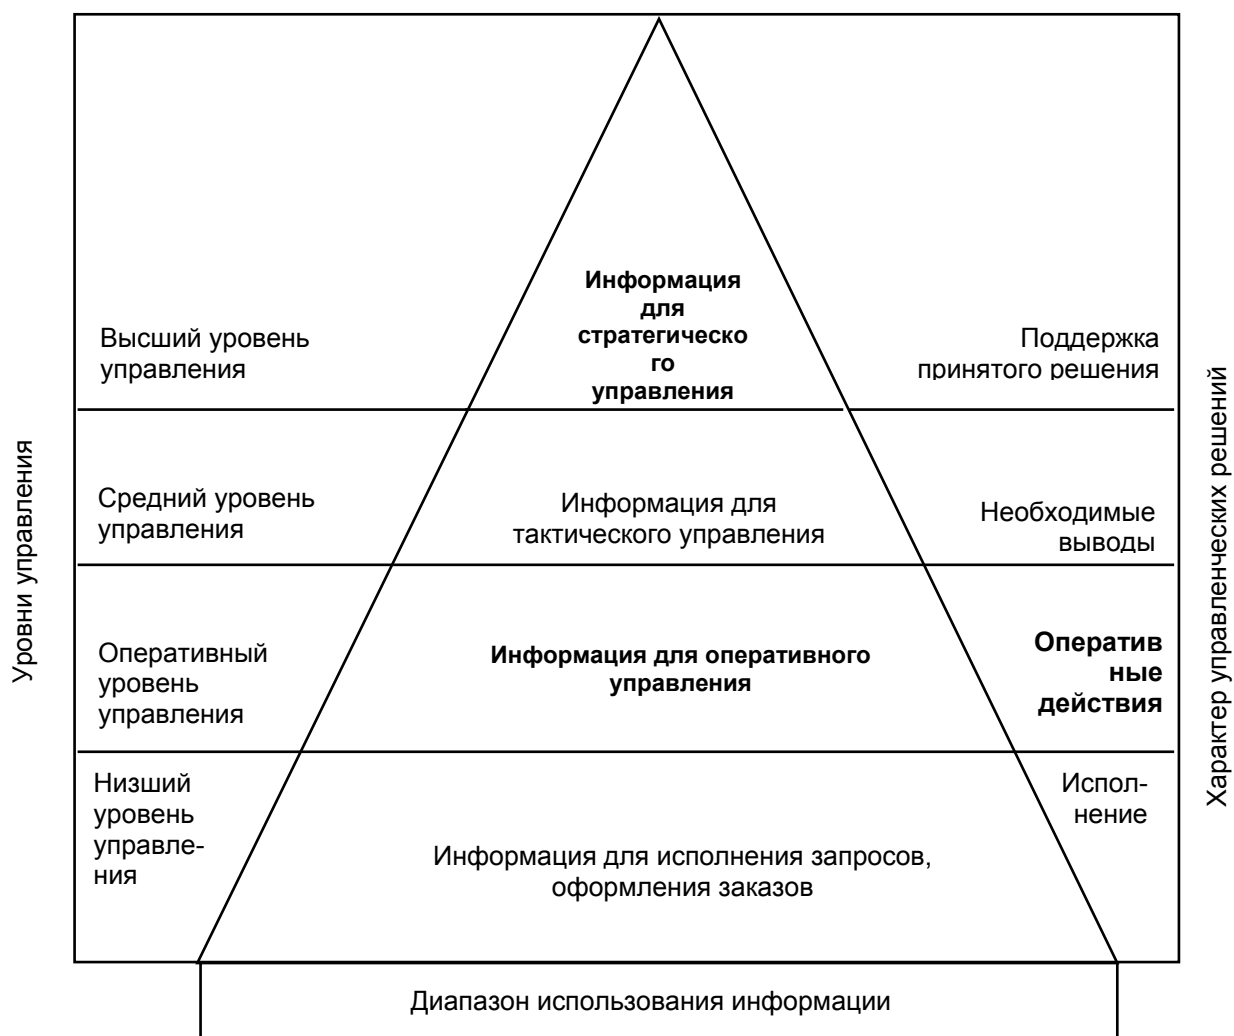 Уровни управления
Высший уровень
управления
Информация
для
стратегическо
го
управления
Поддержка
принятого решения
Средний уровень
управления
Информация для
тактического управления
Необходимые
выводы
Оперативный
уровень
управления
Информация для оперативного
управления
Оператив
ные
действия
Низший
уровень
управле-
ния
Информация для исполнения запросов,
оформления заказов
Испол-
нение
Диапазон использования информации
Характер управленческих решений